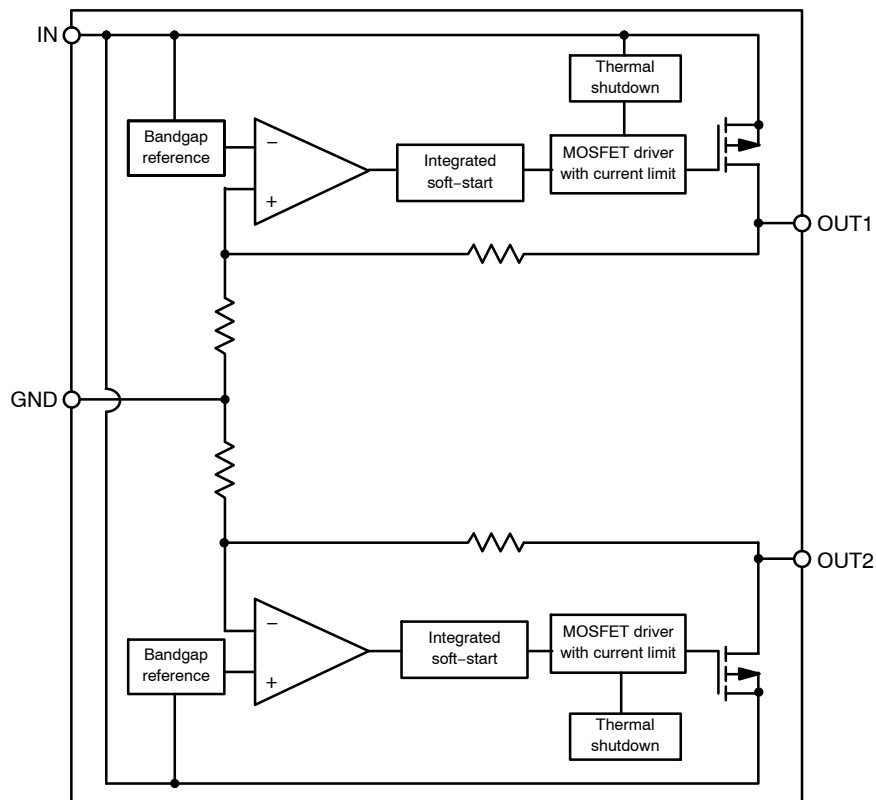 IN
Thermal
shutdown
Bandgap
reference
−
+
Integrated
soft−start
MOSFET driver
with current limit
OUT1
GND
OUT2
Bandgap
reference
−
+
Integrated
soft−start
MOSFET driver
with current limit
Thermal
shutdown